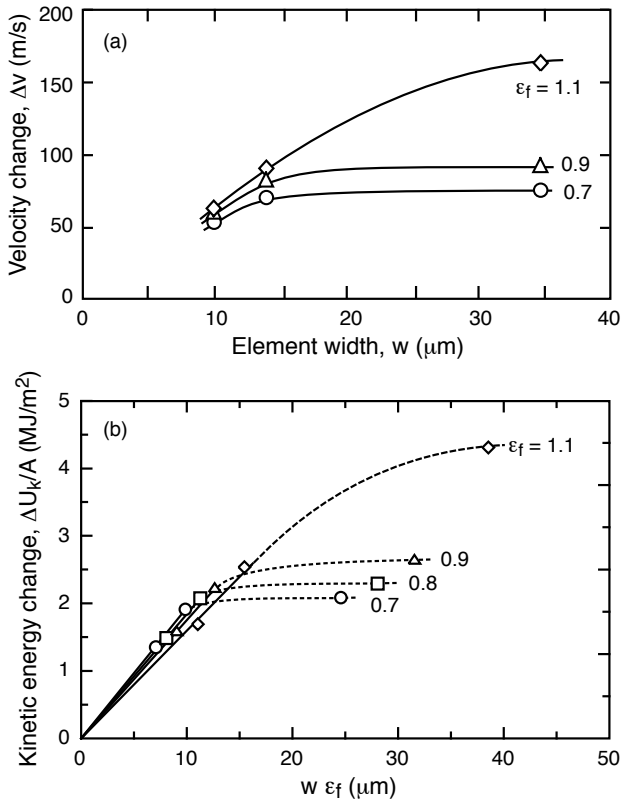 200
(a)
150
ε_f = 1.1
100
0.9
0.7
50
0
0 10 20 30 40
Velocity change, Δv (m/s)
Element width, w (μm)
5
(b)
ε_f = 1.1
4
3
0.9
0.8
2
0.7
1
0
0 10 20 30 40 50
Kinetic energy change, ΔU_k/A (MJ/m²)
w ε_f (μm)